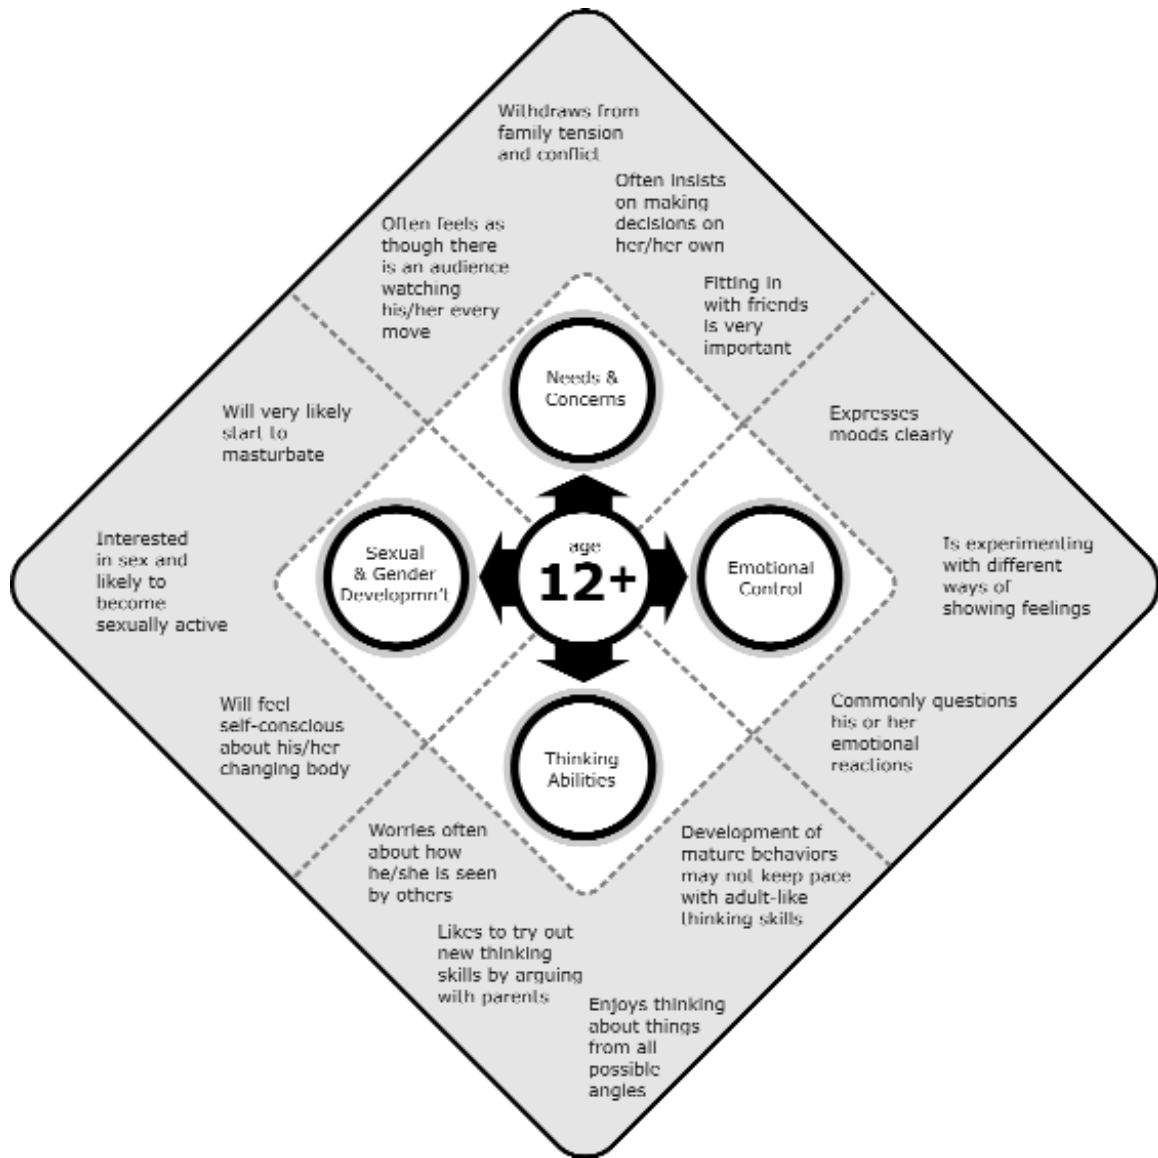 Withdraws from
family tension
and conflict
Often insists
on making
decisions on
her/her own
Often feels as
though there
is an audience
watching
his/her every
move
Fitting in
with friends
is very
important
Needs &
Concerns
Will very likely
start to
masturbate
Expresses
moods clearly
Interested
in sex and
likely to
become
sexually active
Sexual
& Gender
Developmn't
age
12+
Emotional
Control
Is experimenting
with different
ways of
showing feelings
Will feel
self-conscious
about his/her
changing body
Commonly questions
his or her
emotional
reactions
Thinking
Abilities
Worries often
about how
he/she is seen
by others
Development of
mature behaviors
may not keep pace
with adult-like
thinking skills
Likes to try out
new thinking
skills by arguing
with parents
Enjoys thinking
about things
from all
possible
angles